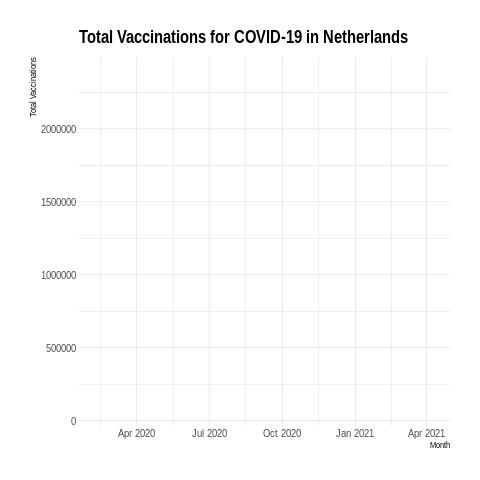 Total Vaccinations for COVID-19 in Netherlands
Total Vaccinations
2000000
1500000
1000000
500000
0
Apr 2020 Jul 2020 Oct 2020 Jan 2021 Apr 2021
Month